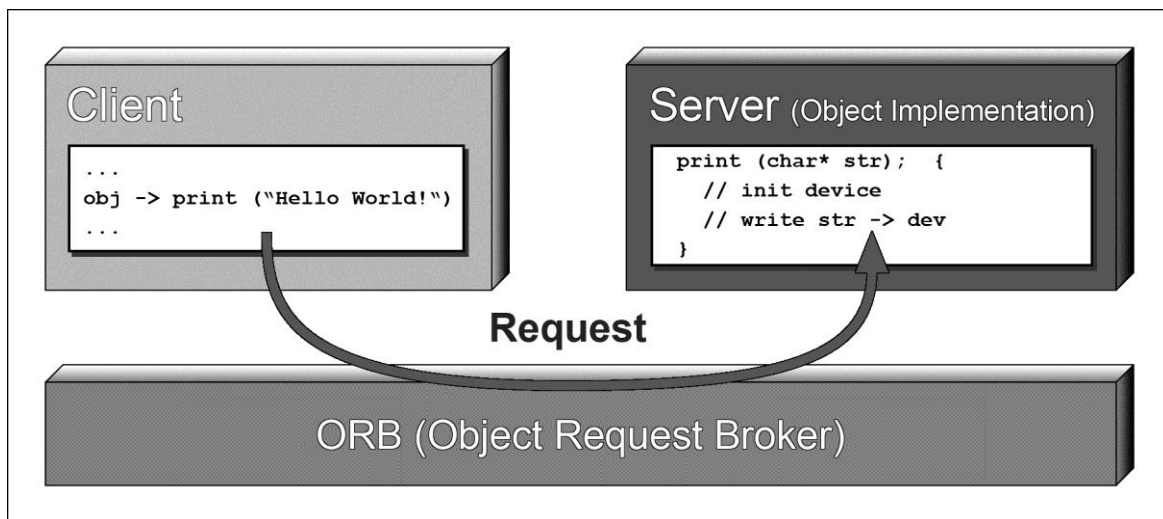 Client
...
obj -> print (“Hello World!“)
...
Server (Object Implementation)
print (char* str);  {
// init device
// write str -> dev
}
Request
ORB (Object Request Broker)